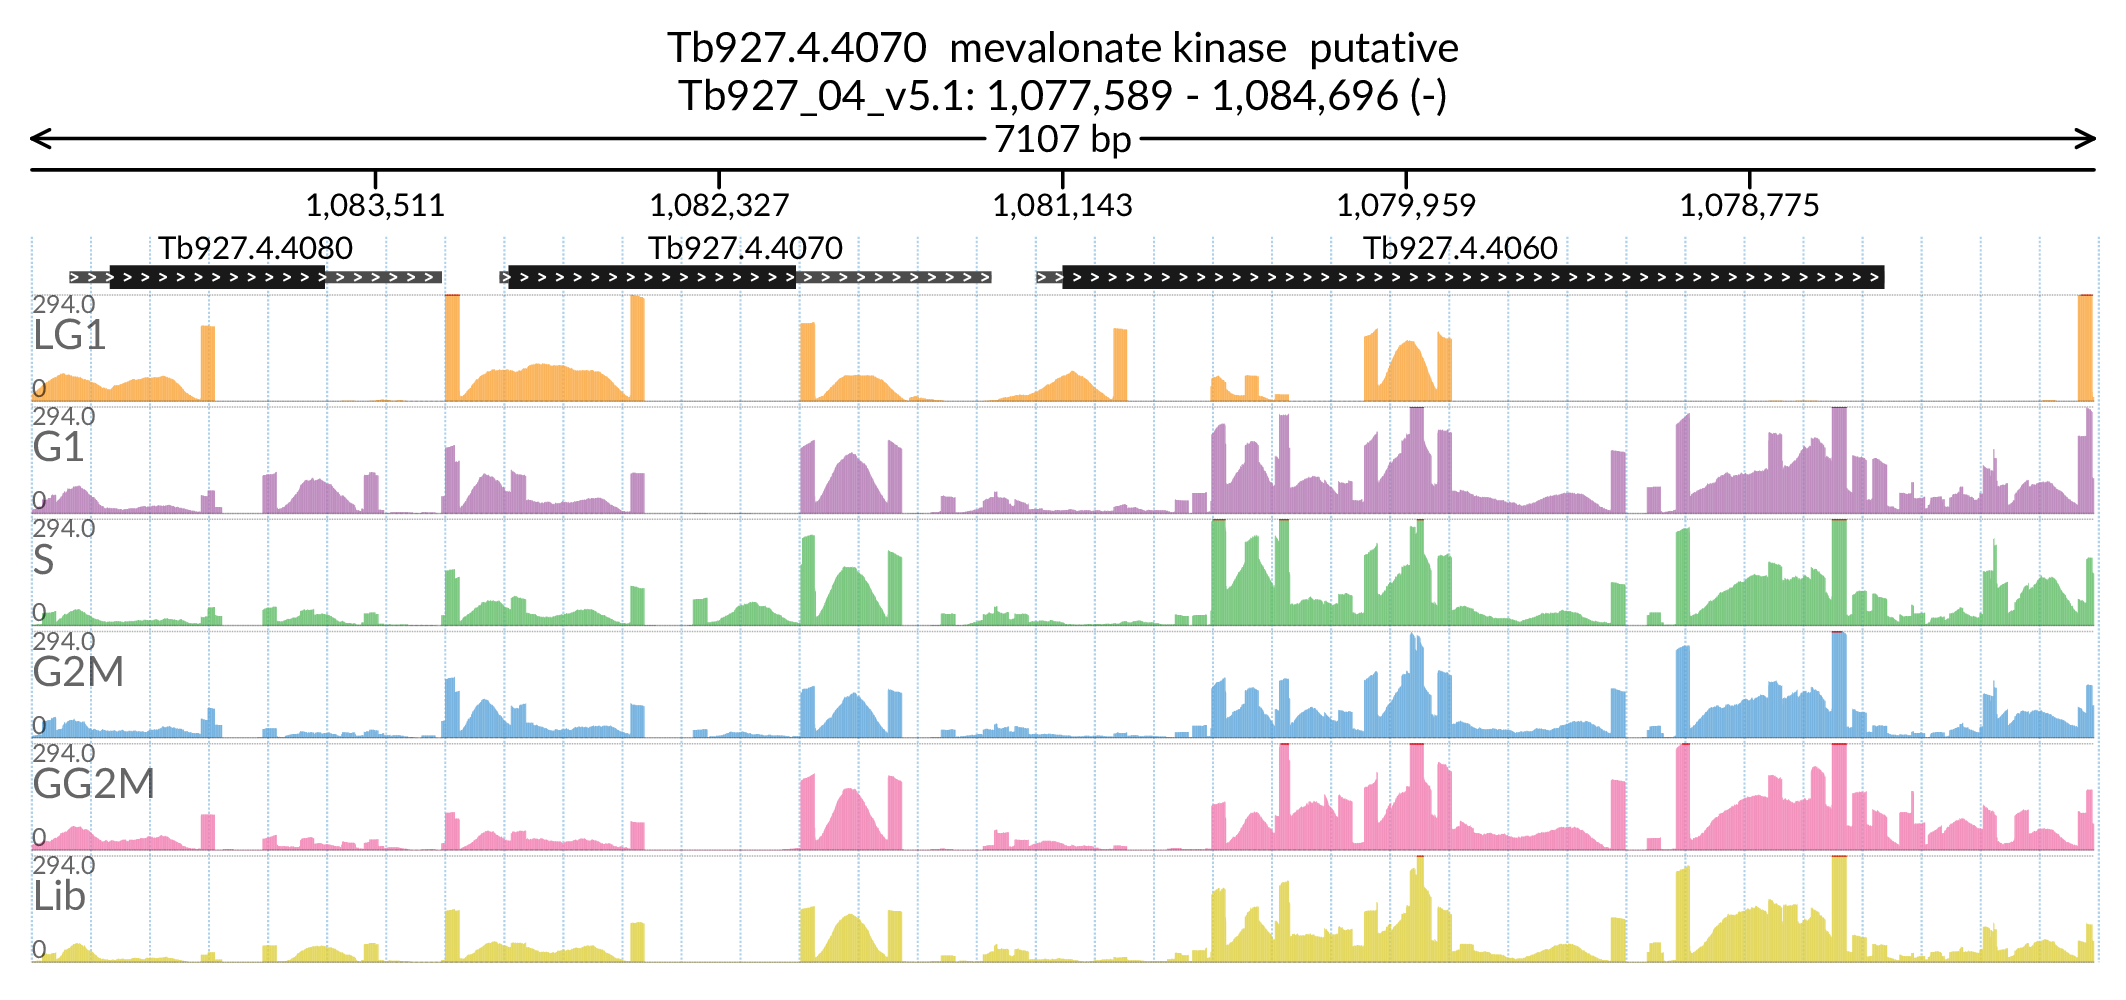 Tb927.4.4070  mevalonate kinase  putative
Tb927_04_v5.1: 1,077,589 - 1,084,696 (-)
7107 bp
1,083,511 1,082,327 1,081,143 1,079,959 1,078,775
Tb927.4.4080 Tb927.4.4070 Tb927.4.4060
294.0
LG1
0
294.0
G1
0
294.0
S
0
294.0
G2M
0
294.0
GG2M
0
294.0
Lib
0